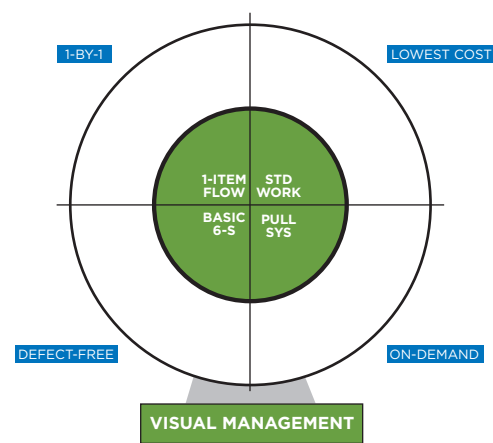 1-BY-1
LOWEST COST
1-ITEM
FLOW
STD
WORK
BASIC
6-S
PULL
SYS
DEFECT-FREE
ON-DEMAND
VISUAL MANAGEMENT